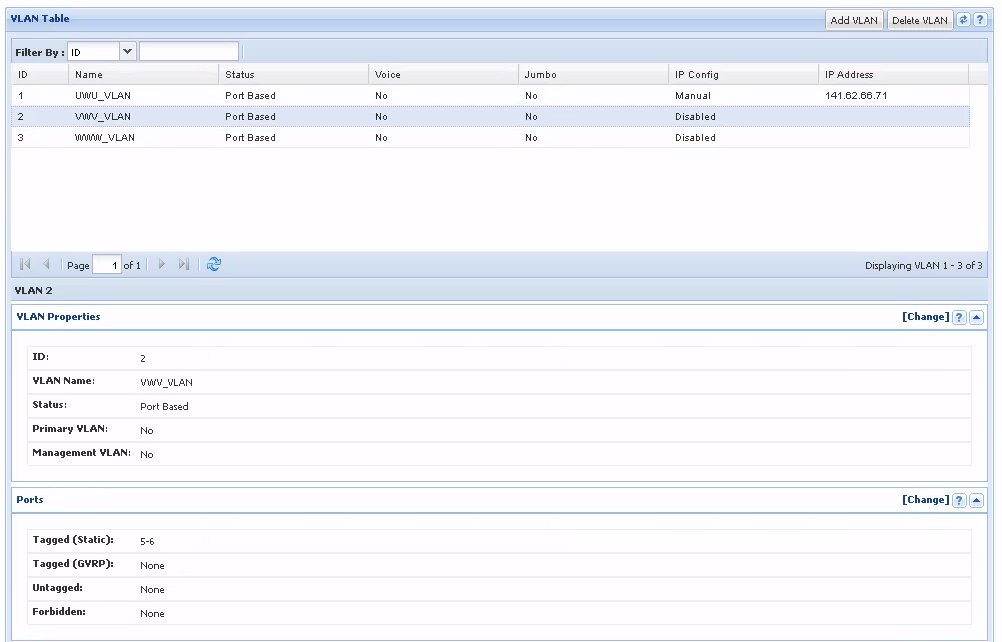 VLAN Table Add VLAN Delete VLAN ?
Filter By : ID
ID Name Status Voice Jumbo IP Config IP Address
1 UWU_VLAN Port Based No No Manual 141.62.66.71
2 VWV_VLAN Port Based No No Disabled
3 WWW_VLAN Port Based No No Disabled
Page 1 of 1 Displaying VLAN 1 - 3 of 3
VLAN 2
VLAN Properties [Change] ?
ID: 2
VLAN Name: VWV_VLAN
Status: Port Based
Primary VLAN: No
Management VLAN: No
Ports [Change] ?
Tagged (Static): 5-6
Tagged (GVRP): None
Untagged: None
Forbidden: None